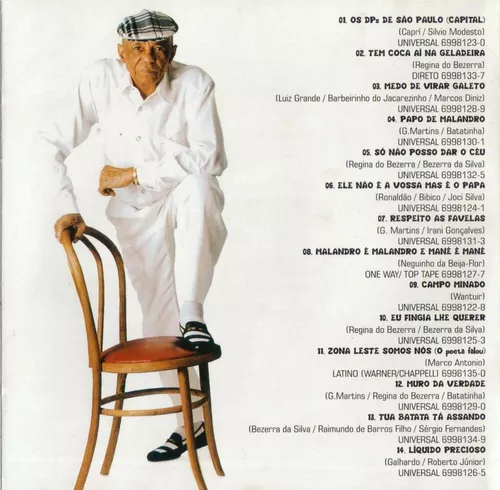 01. OS DPs DE SÃO PAULO (CAPITAL)
(Caprí / Silvio Modesto)
UNIVERSAL 6998123-0
02. TEM COCA AÍ NA GELADEIRA
(Regina do Bezerra)
DIRETO 6998133-7
03. MEDO DE VIRAR GALETO
(Luiz Grande / Barbeirinho do Jacarezinho / Marcos Diniz)
UNIVERSAL 6998128-9
04. PAPO DE MALANDRO
(G.Martins / Batatinha)
UNIVERSAL 6998130-1
05. SÓ NÃO POSSO DAR O CÉU
(Regina do Bezerra / Bezerra da Silva)
UNIVERSAL 6998132-5
06. ELE NÃO É A VOSSA MAS É O PAPA
(Ronaldão / Bibico / Joci Silva)
UNIVERSAL 6998124-1
07. RESPEITO AS FAVELAS
(G. Martins / Irani Gonçalves)
UNIVERSAL 6998131-3
08. MALANDRO É MALANDRO E MANÉ É MANÉ
(Neguinho da Beija-Flor)
ONE WAY/ TOP TAPE 6998127-7
09. CAMPO MINADO
(Wantuir)
UNIVERSAL 6998122-8
10. EU FINGIA LHE QUERER
(Regina do Bezerra / Bezerra da Silva)
UNIVERSAL 6998125-3
11. ZONA LESTE SOMOS NÓS (O poeta falou)
(Marco Antonio)
LATINO (WARNER/CHAPPELL) 6998135-0
12. MURO DA VERDADE
(G.Martins / Regina do Bezerra / Batatinha)
UNIVERSAL 6998129-0
13. TUA BATATA TÁ ASSANDO
(Bezerra da Silva / Raimundo de Barros Filho / Sérgio Fernandes)
UNIVERSAL 6998134-9
14. LÍQUIDO PRECIOSO
(Galhardo / Roberto Júnior)
UNIVERSAL 6998126-5